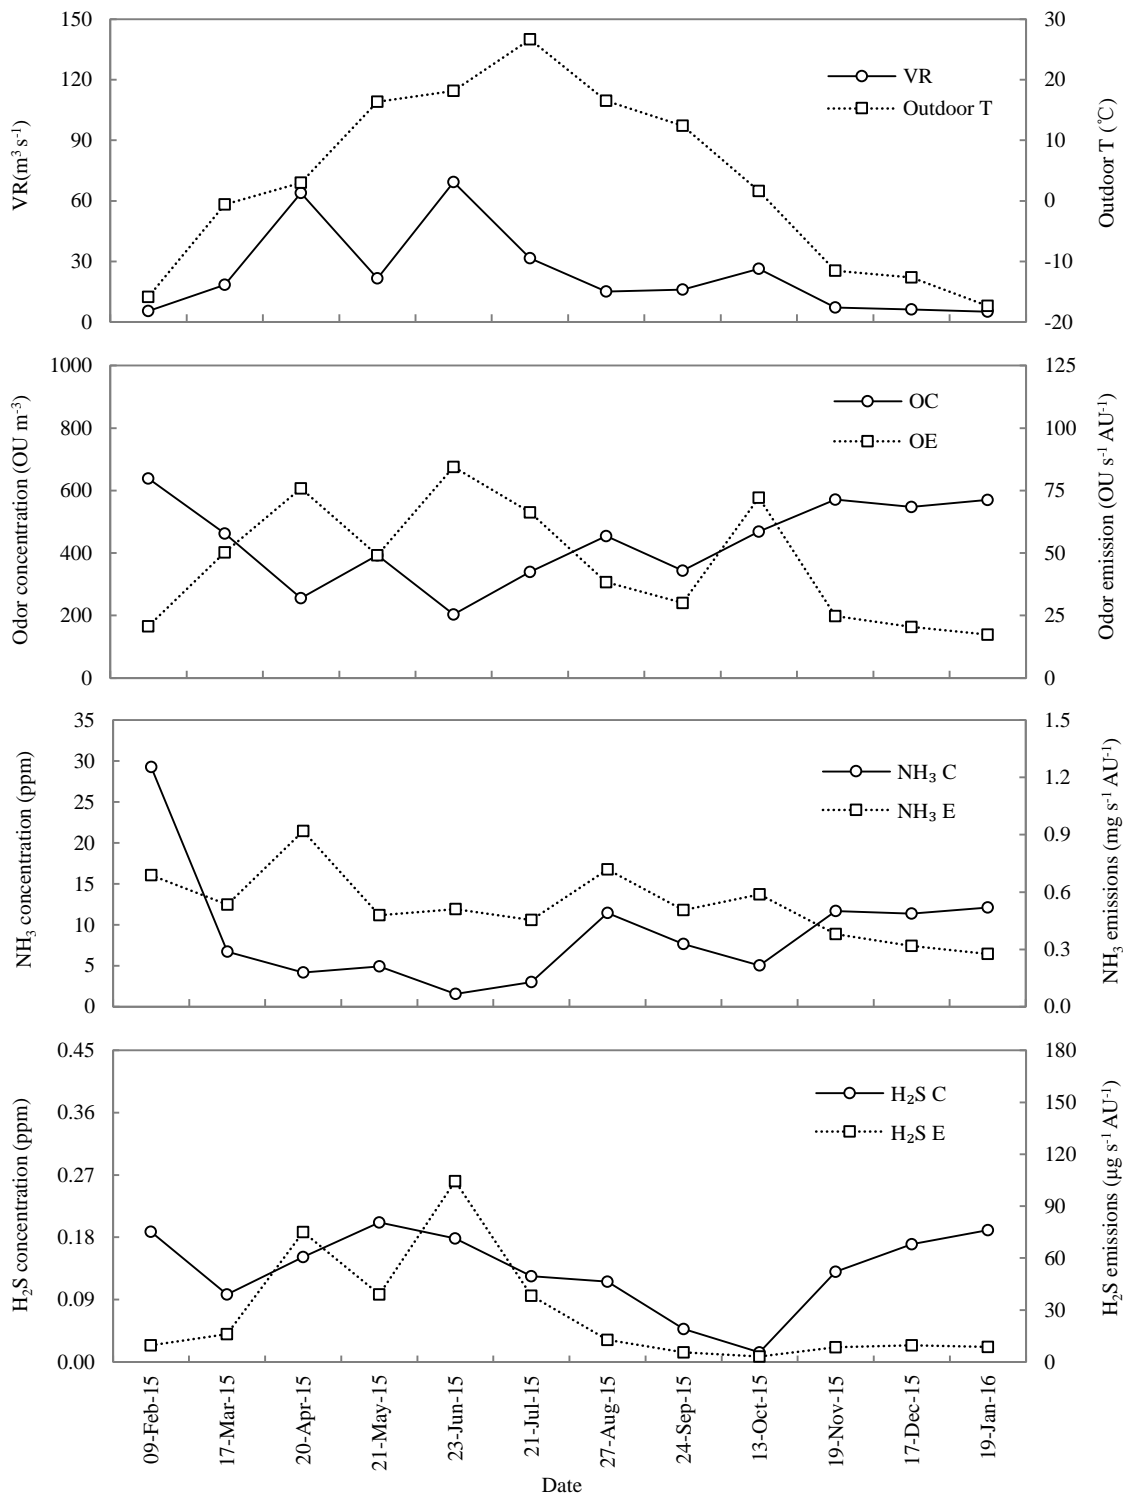 150
120
90
60
30
0
VR(m³ s⁻¹)
30
20
10
0
-10
-20
Outdoor T (℃)
VR
Outdoor T
1000
800
600
400
200
0
Odor concentration (OU m⁻³)
125
100
75
50
25
0
Odor emission (OU s⁻¹ AU⁻¹)
OC
OE
35
30
25
20
15
10
5
0
NH₃ concentration (ppm)
1.5
1.2
0.9
0.6
0.3
0.0
NH₃ emissions (mg s⁻¹ AU⁻¹)
NH₃ C
NH₃ E
0.45
0.36
0.27
0.18
0.09
0.00
H₂S concentration (ppm)
180
150
120
90
60
30
0
H₂S emissions (µg s⁻¹ AU⁻¹)
H₂S C
H₂S E
09-Feb-15
17-Mar-15
20-Apr-15
21-May-15
23-Jun-15
21-Jul-15
27-Aug-15
24-Sep-15
13-Oct-15
19-Nov-15
17-Dec-15
19-Jan-16
Date